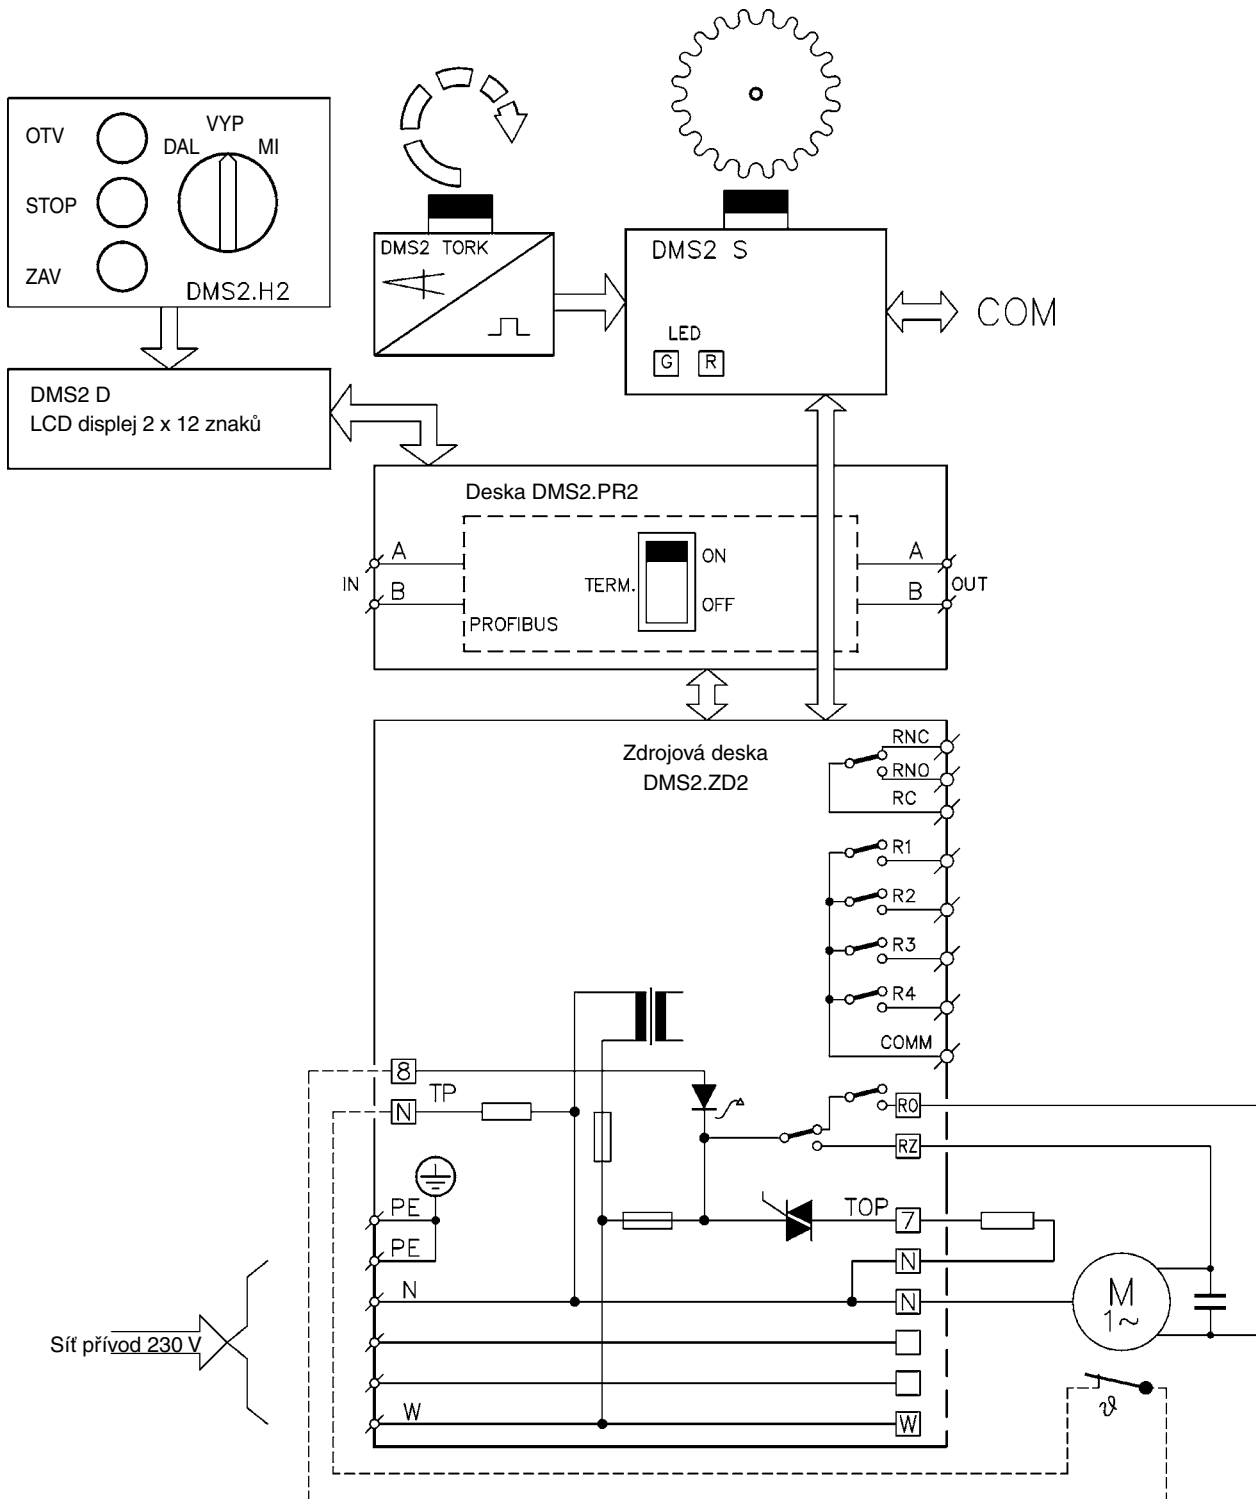 OTV
VYP
DAL
MI
STOP
ZAV
DMS2.H2
DMS2 TORK
DMS2 S
LED
G R
COM
DMS2 D
LCD displej 2 x 12 znaků
Deska DMS2.PR2
A
IN
B
TERM.
ON
OFF
PROFIBUS
A
OUT
B
Zdrojová deska
DMS2.ZD2
RNC
RNO
RC
R1
R2
R3
R4
COMM
8
TP
N
RO
RZ
PE
TOP
7
PE
N
N
N
M
1~
Síť přívod 230 V
W
W
ϑ